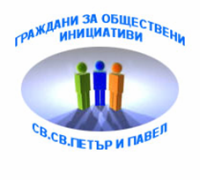 ГРАЖДАНИ ЗА ОБЩЕСТВЕНИ
ИНИЦИАТИВИ
СВ.СВ.ПЕТЪР И ПАВЕЛ